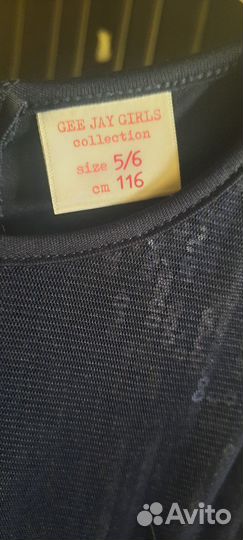 GEE JAY GIRLS
collection
size 5/6
cm 116
Avito